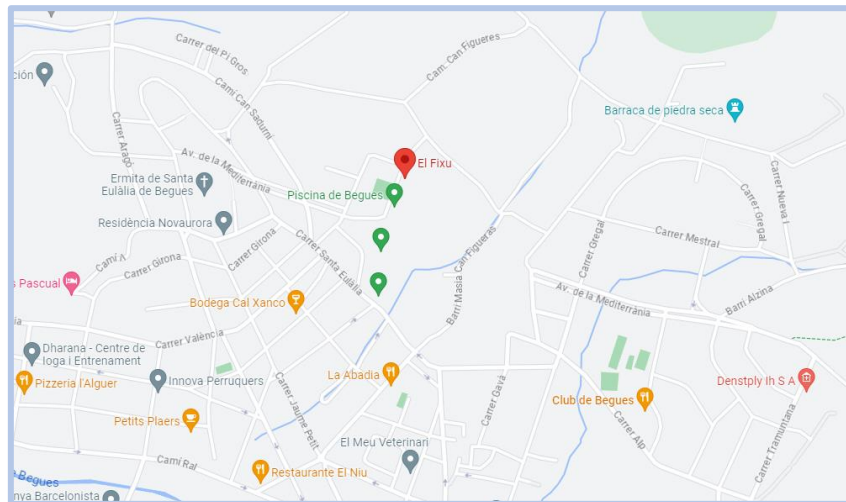 Carrer del Pi Gros
Cam. Can Figueres
ción
Camí Can Sadurní
Barraca de piedra seca
Carrer Aragó
Av. de la Mediterrània
El Fixu
Ermita de Santa
Eulàlia de Begues
Piscina de Begues
Carrer Nueva I
Carrer Gregal
Residència Novaurora
Carrer Girona
Carrer Santa Eulàlia
Carrer Gregal
Carrer Mestral
Camí V
Carrer Girona
Barri Masia Can Figueras
s Pascual
Bodega Cal Xanco
Av. de la Mediterrània
Barri Alzina
ia
Carrer València
Dharana - Centre de
Ioga i Entrenament
Pizzeria l'Alguer
Innova Perruquers
La Abadia
Carrer Gavà
Denstply Ih S A
Club de Begues
Petits Plaers
Carrer Jaume Petit
Carrer Alp
Carrer Tramuntana
El Meu Veterinari
Camí Ral
Restaurante El Niu
e Begues
nya Barcelonista